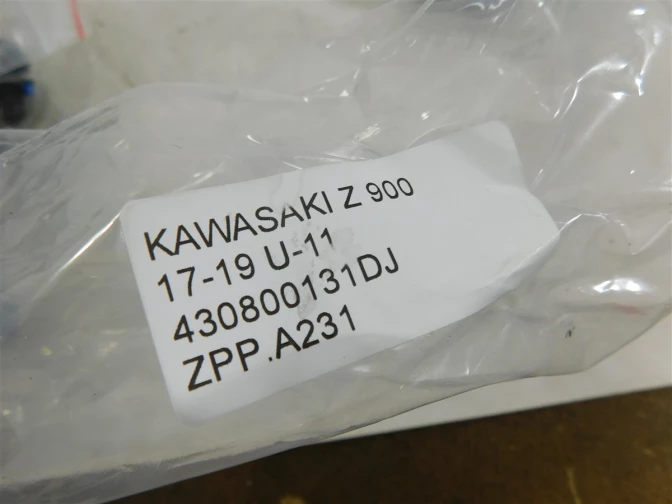 KAWASAKI Z 900
17-19 U-11
430800131DJ
ZPP.A231